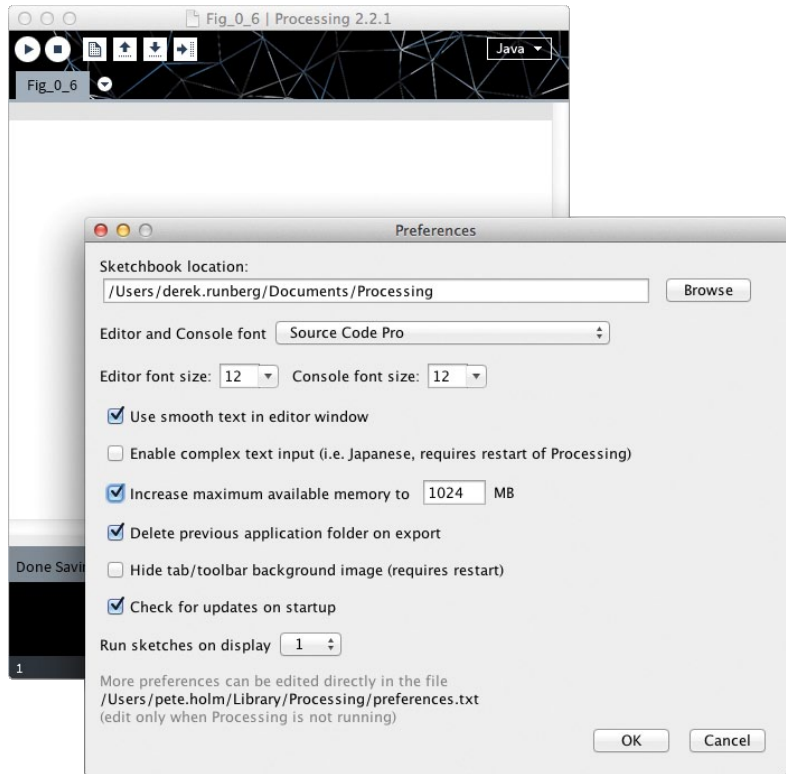 Fig_0_6 | Processing 2.2.1
Java
Fig_0_6
Preferences
Sketchbook location:
/Users/derek.runberg/Documents/Processing
Browse
Editor and Console font Source Code Pro
Editor font size: 12 Console font size: 12
Use smooth text in editor window
Enable complex text input (i.e. Japanese, requires restart of Processing)
Increase maximum available memory to 1024 MB
Delete previous application folder on export
Done Savi
Hide tab/toolbar background image (requires restart)
Check for updates on startup
Run sketches on display 1
1
More preferences can be edited directly in the file
/Users/pete.holm/Library/Processing/preferences.txt
(edit only when Processing is not running)
OK Cancel